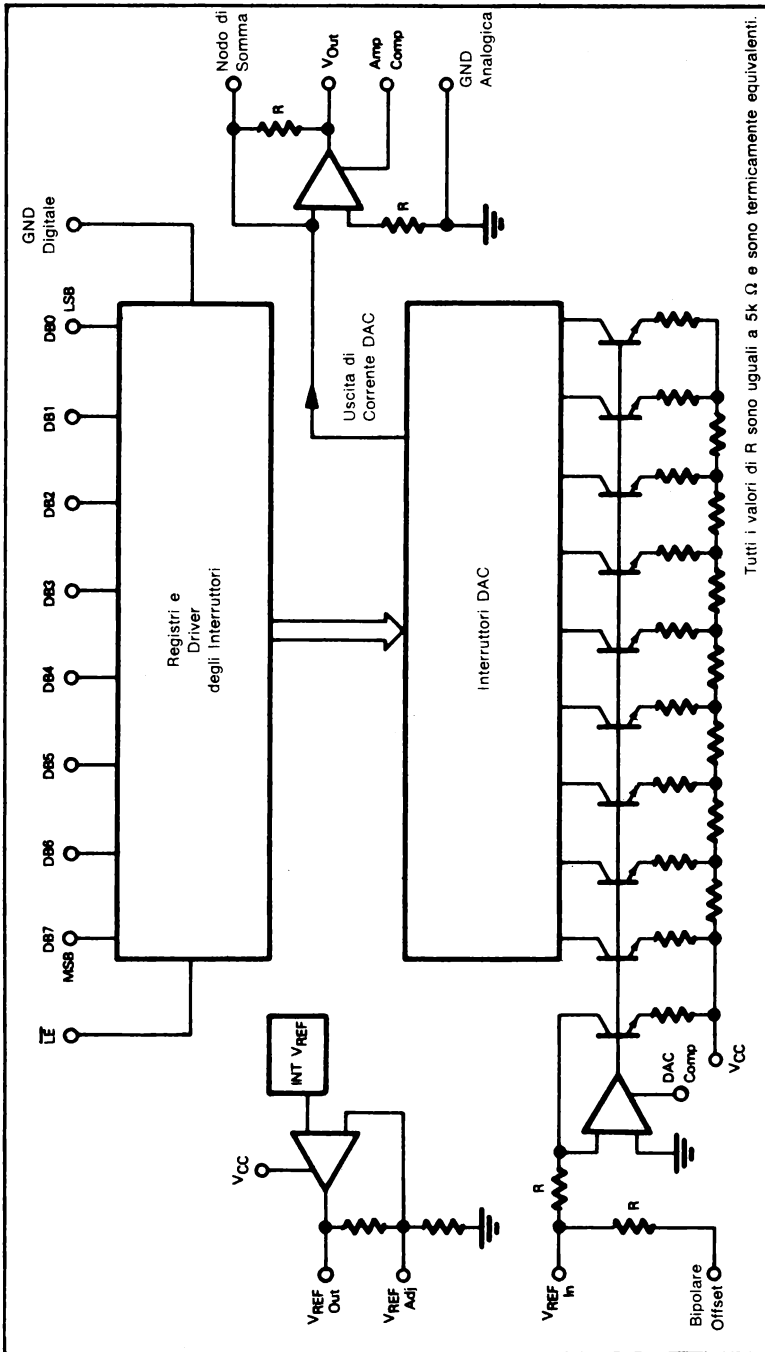 GND
Digitale
DB0 LSB
DB1
DB2
DB3
DB4
DB5
DB6
DB7
MSB
LE
Registri e
Driver
degli Interruttori
Nodo di
Somma
VOut
Amp
Comp
GND
Analogica
R
R
Uscita di
Corrente DAC
Interruttori DAC
INT VREF
VCC
VREF
Out
VREF
Adj
VREF
In
R
R
Bipolare
Offset
DAC
Comp
VCC
Tutti i valori di R sono uguali a 5k Ω e sono termicamente equivalenti.